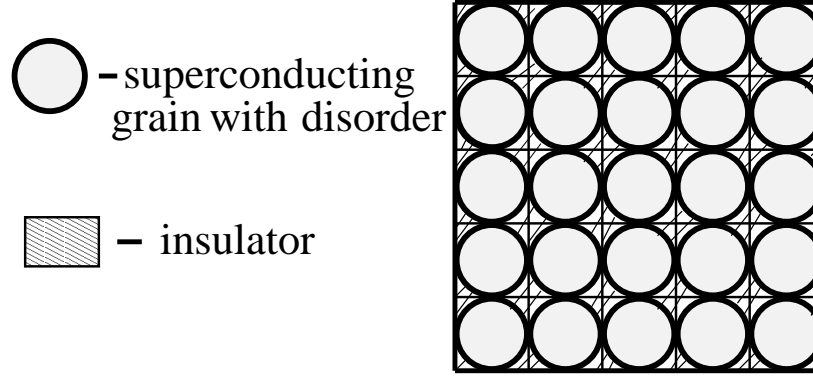 – superconducting
grain with disorder
– insulator